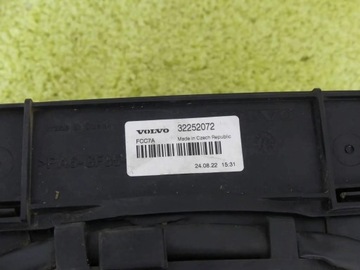 VOLVO 32252072
Made in Czech Republic
FCC7A
24.08.22 15:31